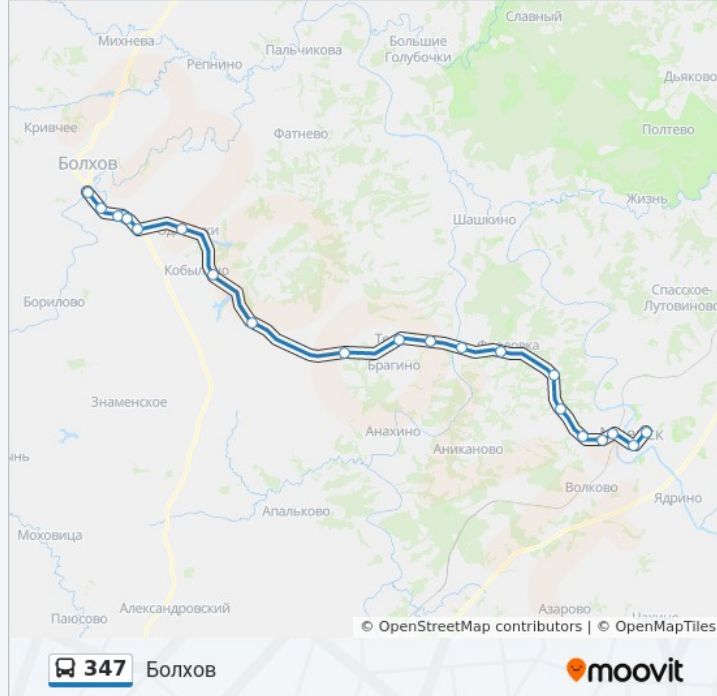 Славный
Михнева
Пальчикова
Большие
Голубочки
Репнино
Дьяково
Кривчее
Фатнево
Полтево
Болхов
Жизнь
Шашкино
Спасское-
Лутовиново
Борилово
Брагино
Знаменское
Анахино
Аниканово
Волково
Ядрино
Апальково
Моховица
Александровский
Азарово
Паюсово
© OpenStreetMap contributors | © OpenMapTiles
347 Болхов
moovit